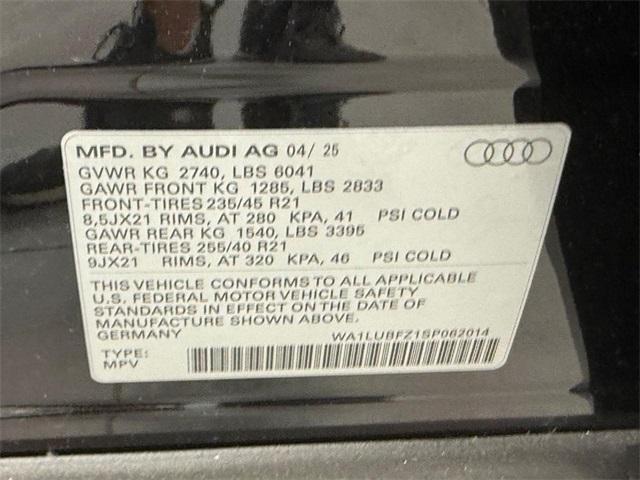 MFD. BY AUDI AG 04/ 25
GVWR KG 2740, LBS 6041
GAWR FRONT KG 1285, LBS 2833
FRONT-TIRES 235/45 R21
8,5JX21 RIMS, AT 280 KPA, 41 PSI COLD
GAWR REAR KG 1540, LBS 3395
REAR-TIRES 255/40 R21
9JX21 RIMS, AT 320 KPA, 46 PSI COLD
THIS VEHICLE CONFORMS TO ALL APPLICABLE
U.S. FEDERAL MOTOR VEHICLE SAFETY
STANDARDS IN EFFECT ON THE DATE OF
MANUFACTURE SHOWN ABOVE.
GERMANY WA1LUBFZ1SP062014
TYPE:
MPV